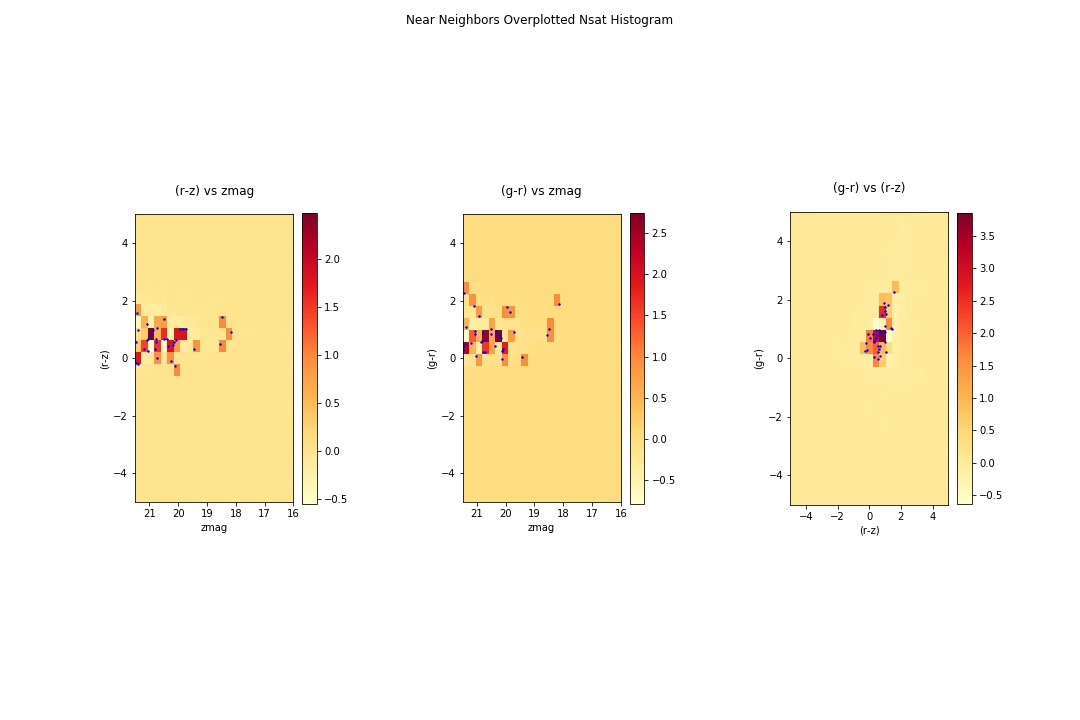 Near Neighbors Overplotted Nsat Histogram
(r-z) vs zmag
(r-z)
4
2
0
−2
−4
21 20 19 18 17 16
zmag
2.0
1.5
1.0
0.5
0.0
−0.5
(g-r) vs zmag
(g-r)
4
2
0
−2
−4
21 20 19 18 17 16
zmag
2.5
2.0
1.5
1.0
0.5
0.0
−0.5
(g-r) vs (r-z)
(g-r)
4
2
0
−2
−4
−4 −2 0 2 4
(r-z)
3.5
3.0
2.5
2.0
1.5
1.0
0.5
0.0
−0.5